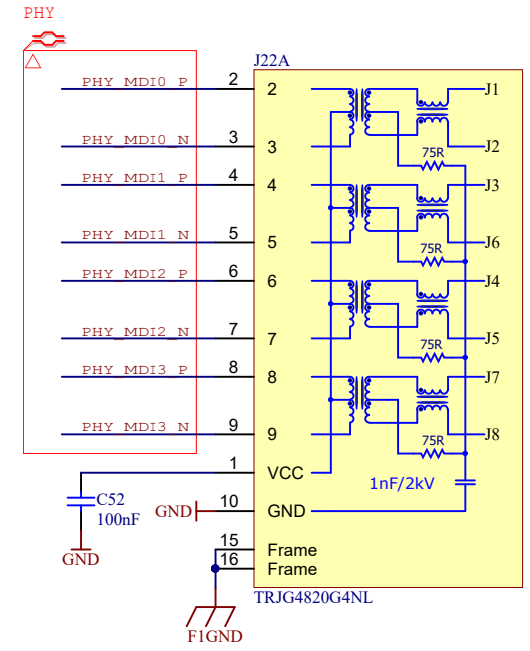 PHY
J22A
PHY_MDI0_P 2 2 J1
PHY_MDI0_N 3 3 J2
75R
PHY_MDI1_P 4 4 J3
PHY_MDI1_N 5 5 J6
75R
PHY_MDI2_P 6 6 J4
PHY_MDI2_N 7 7 J5
75R
PHY_MDI3_P 8 8 J7
PHY_MDI3_N 9 9 J8
75R
1 VCC
1nF/2kV
C52
100nF
GND 10 GND
GND
15 Frame
16 Frame
TRJG4820G4NL
F1GND